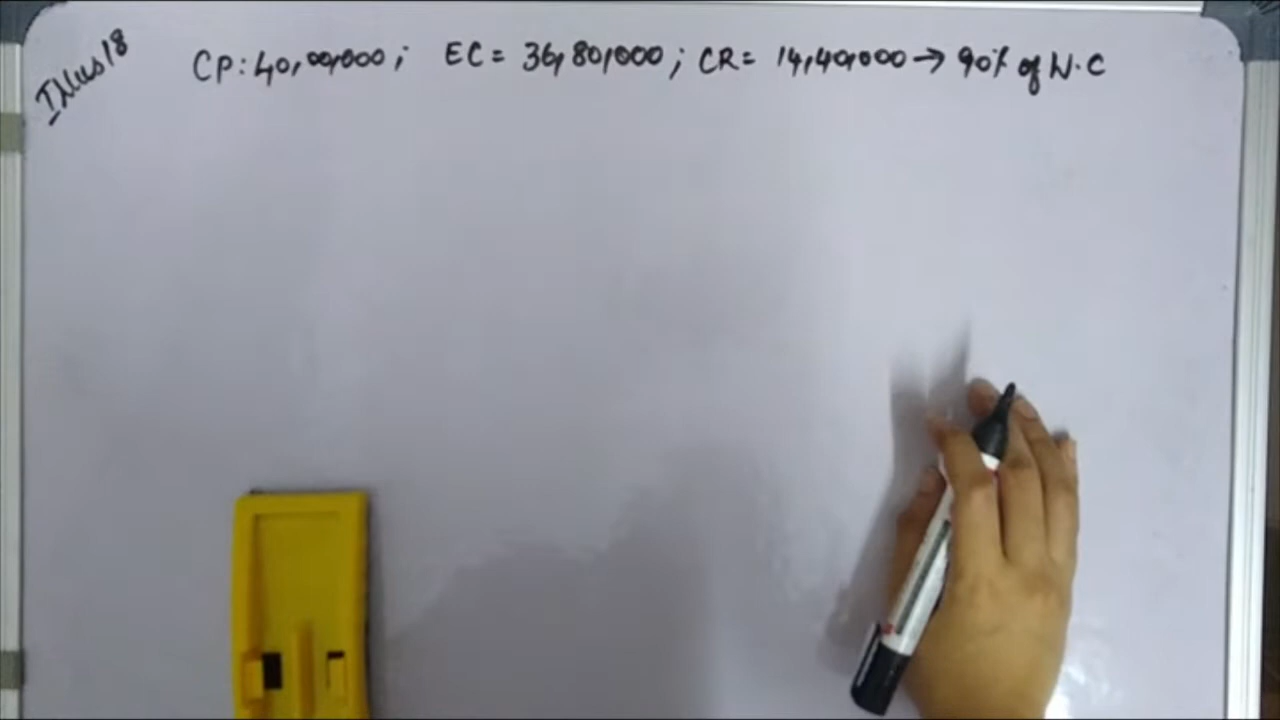 Illus 18
CP: 40,00,000; EC = 36,80,000; CR = 14,40,000 → 90% of W.C